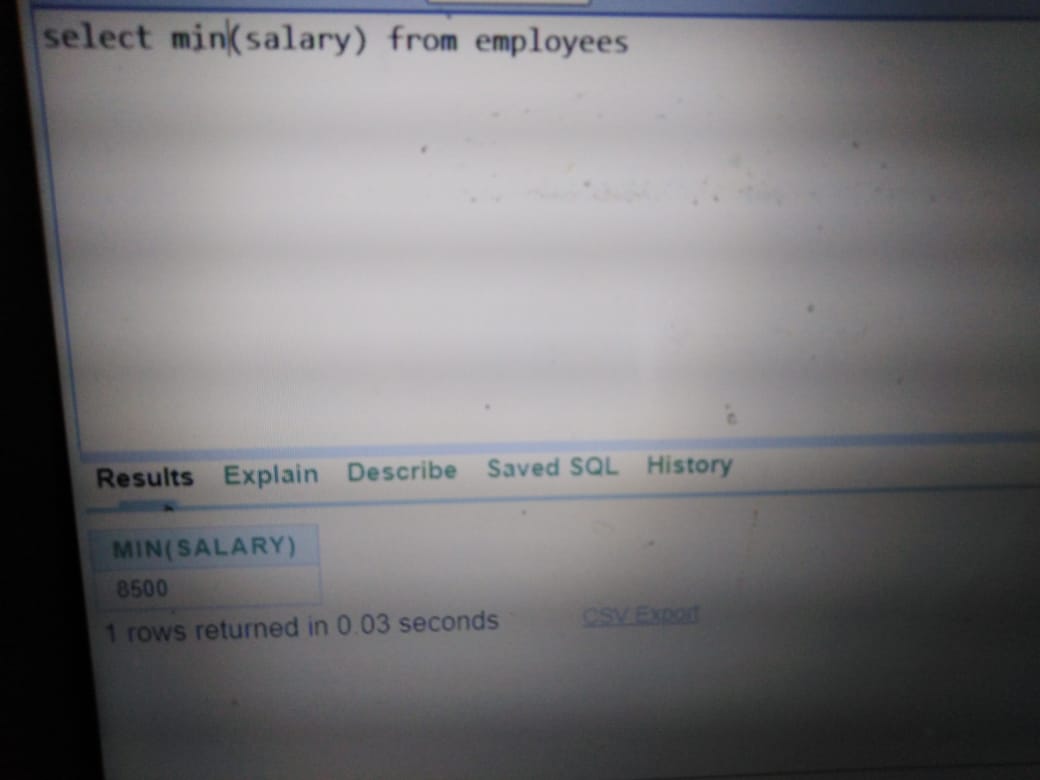 select min(salary) from employees
Results Explain Describe Saved SQL History
MIN(SALARY)
8500
1 rows returned in 0.03 seconds CSV Export